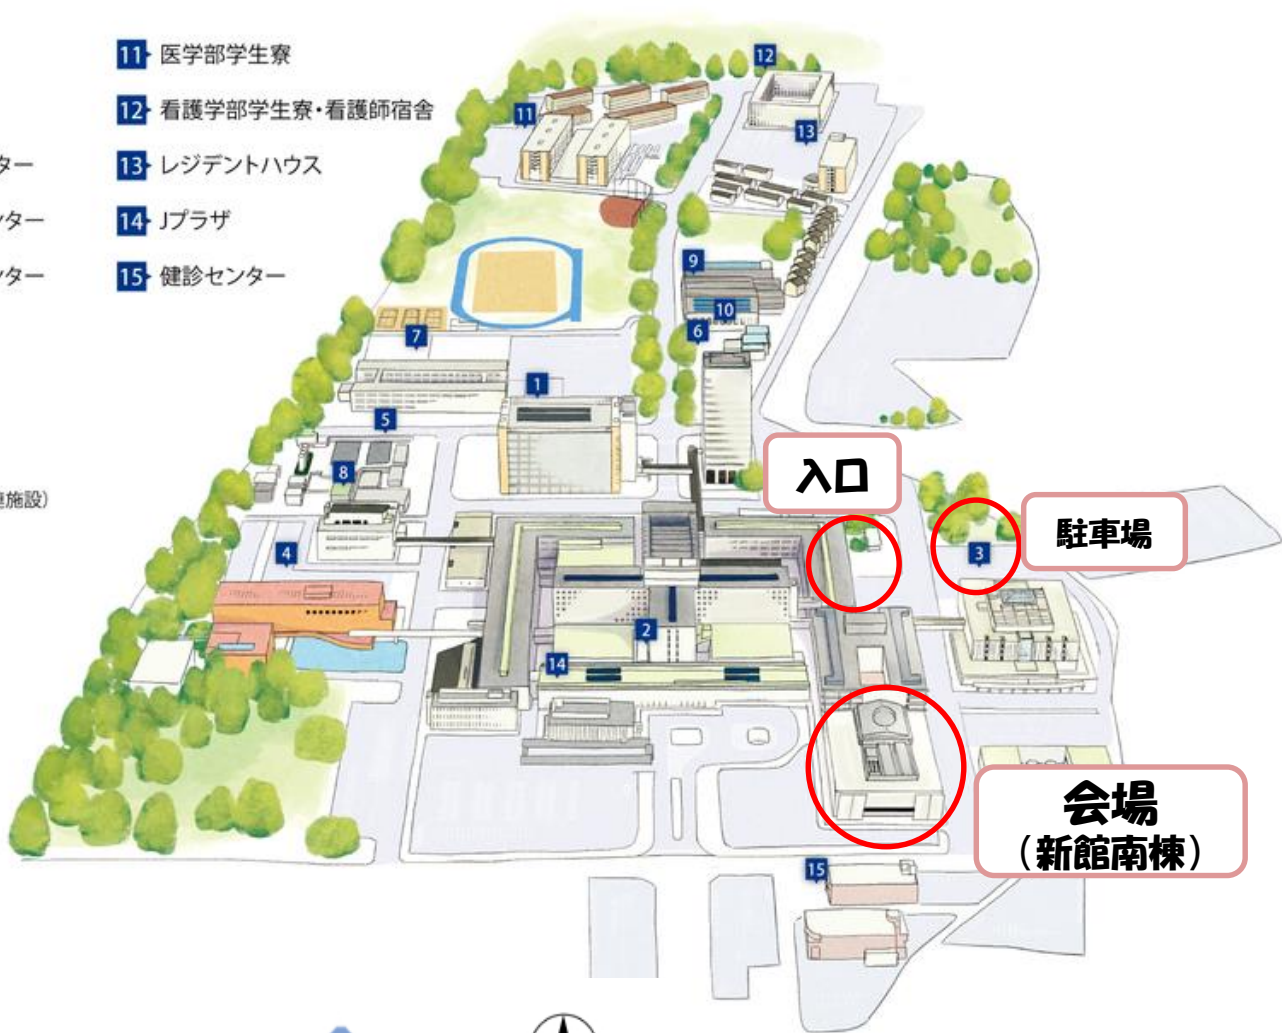 11 医学部学生寮
12 看護学部学生寮・看護師宿舎
ター
13 レジデントハウス
ンター
14 Jプラザ
ンター
15 健診センター
施設）
12
11
13
9
10
6
7
1
5
8
入口
駐車場
3
4
2
14
会場
（新館南棟）
15